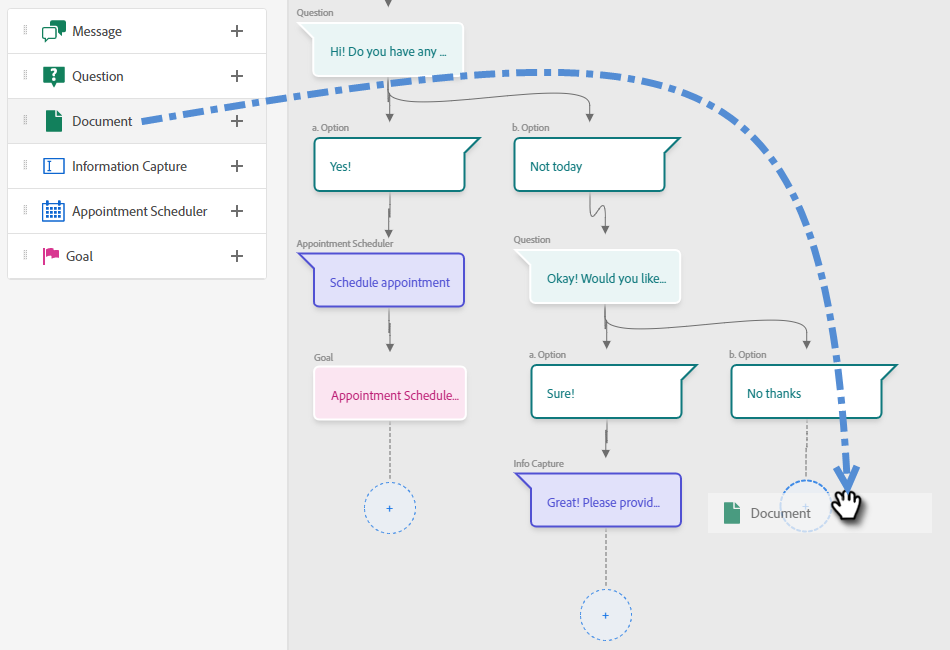 Message
Question
Document
Information Capture
Appointment Scheduler
Goal
Question
Hi! Do you have any ...
a. Option
Yes!
b. Option
Not today
Appointment Scheduler
Schedule appointment
Question
Okay! Would you like...
Goal
Appointment Schedule...
a. Option
Sure!
b. Option
No thanks
Info Capture
Great! Please provid...
Document